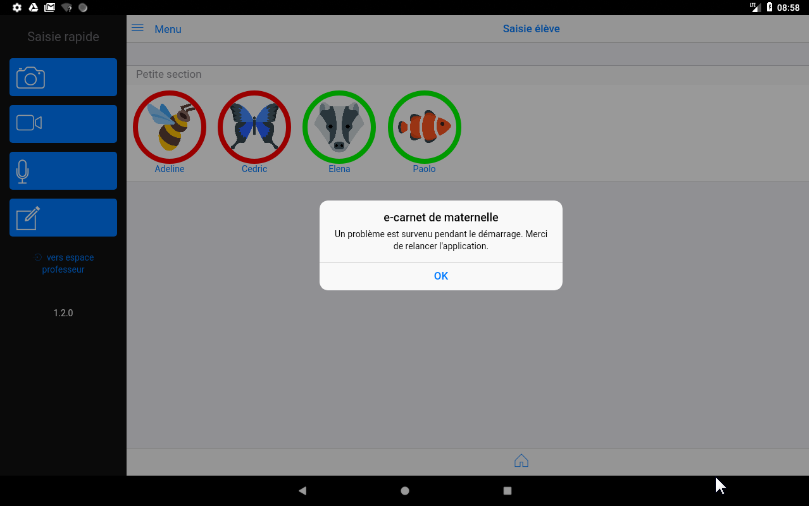 08:58
Saisie rapide
Menu
Saisie élève
Petite section
Adeline
Cedric
Elena
Paolo
e-carnet de maternelle
Un problème est survenu pendant le démarrage. Merci
de relancer l'application.
OK
vers espace
professeur
1.2.0